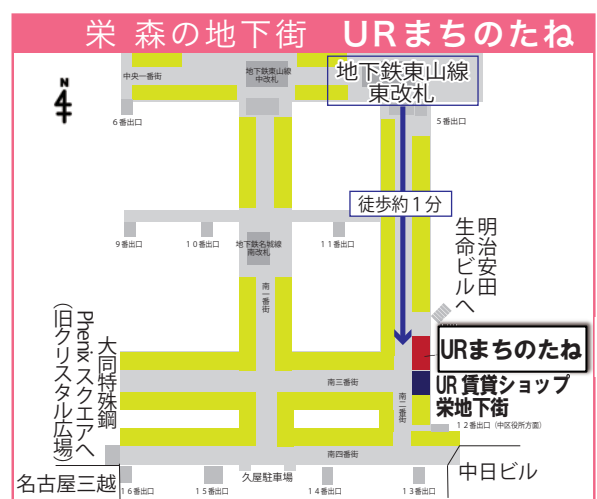 栄 森の地下街 URまちのたね
N
中央一番街
地下鉄東山線
中改札
地下鉄東山線
東改札
6番出口
5番出口
徒歩約1分
9番出口
10番出口
地下鉄名城線
南改札
11番出口
明治安田
生命ビルへ
南一番街
URまちのたね
UR賃貸ショップ
栄地下街
大同特殊鋼
Phenixスクエアへ
(旧クリスタル広場)
南三番街
南二番街
12番出口(中区役所方面)
南四番街
名古屋三越
久屋駐車場
中日ビル
16番出口
15番出口
14番出口
13番出口